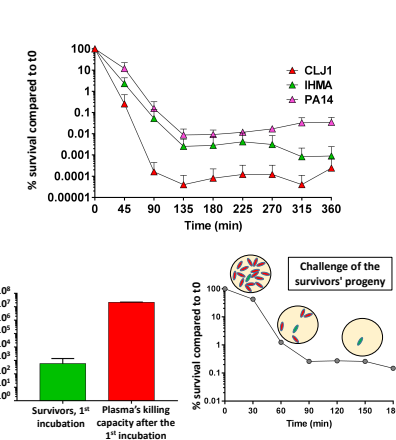 % survival compared to t0
100
10
1
0.1
0.01
0.001
0.0001
0.00001
CLJ1
IHMA
PA14
0 45 90 135 180 225 270 315 360
Time (min)
10⁸
10⁷
10⁶
10⁵
10⁴
10³
10²
10¹
10⁰
Survivors, 1st
incubation
Plasma's killing
capacity after the
1st incubation
% survival compared to t0
Challenge of the
survivors' progeny
100
10
1
0.1
0.01
0 30 60 90 120 150
Time (min)